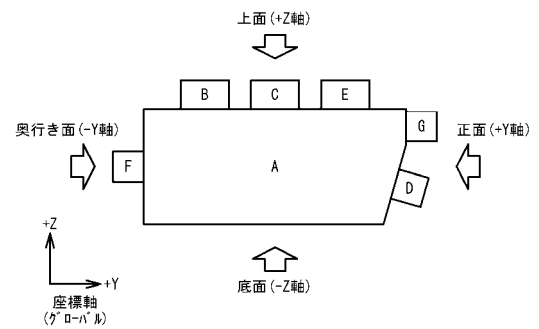 上面(+Z軸)
B
C
E
G
奥行き面(-Y軸)
正面(+Y軸)
F
A
D
+Z
+Y
座標軸
(ｸﾞﾛｰﾊﾞﾙ)
底面(-Z軸)